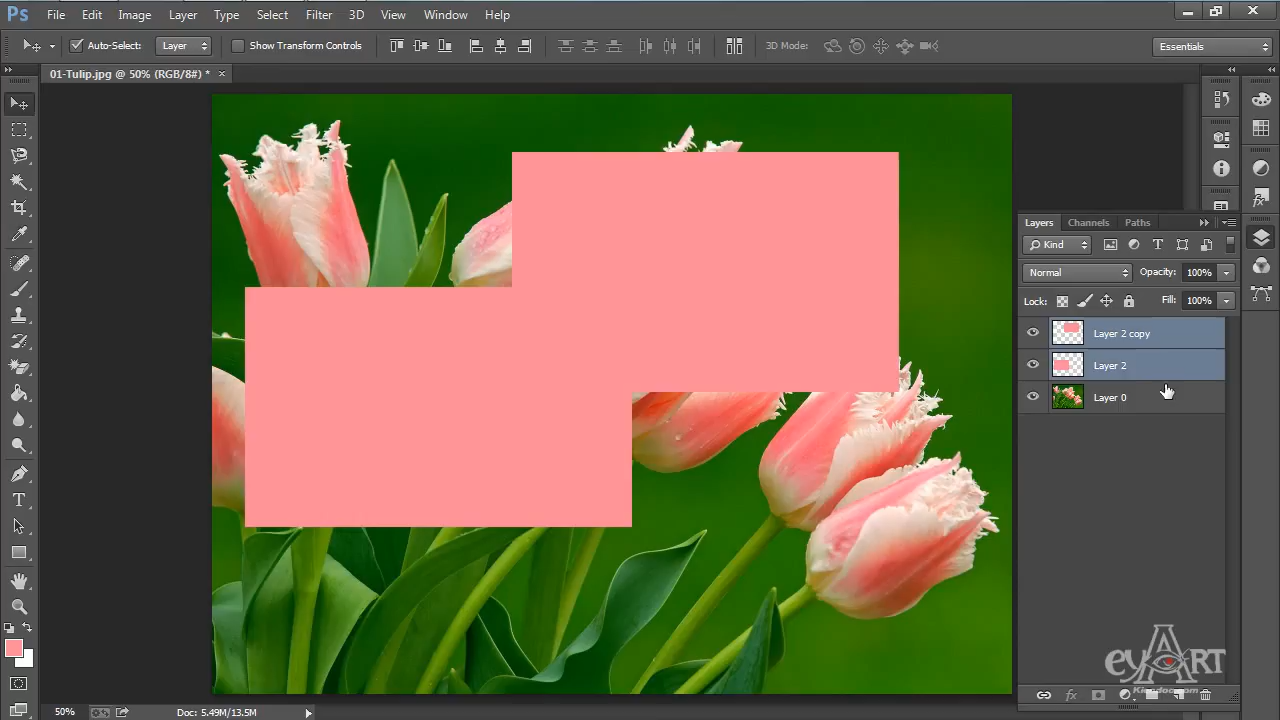 Ps File Edit Image Layer Type Select Filter 3D View Window Help
Auto-Select: Layer Show Transform Controls 3D Mode: Essentials
01-Tulip.jpg @ 50% (RGB/8#) * ×
Layers Channels Paths
Kind
Normal Opacity: 100%
Lock: Fill: 100%
Layer 2 copy
Layer 2
Layer 0
eyART
Kingdoo.com
50% Doc: 5.49M/13.5M